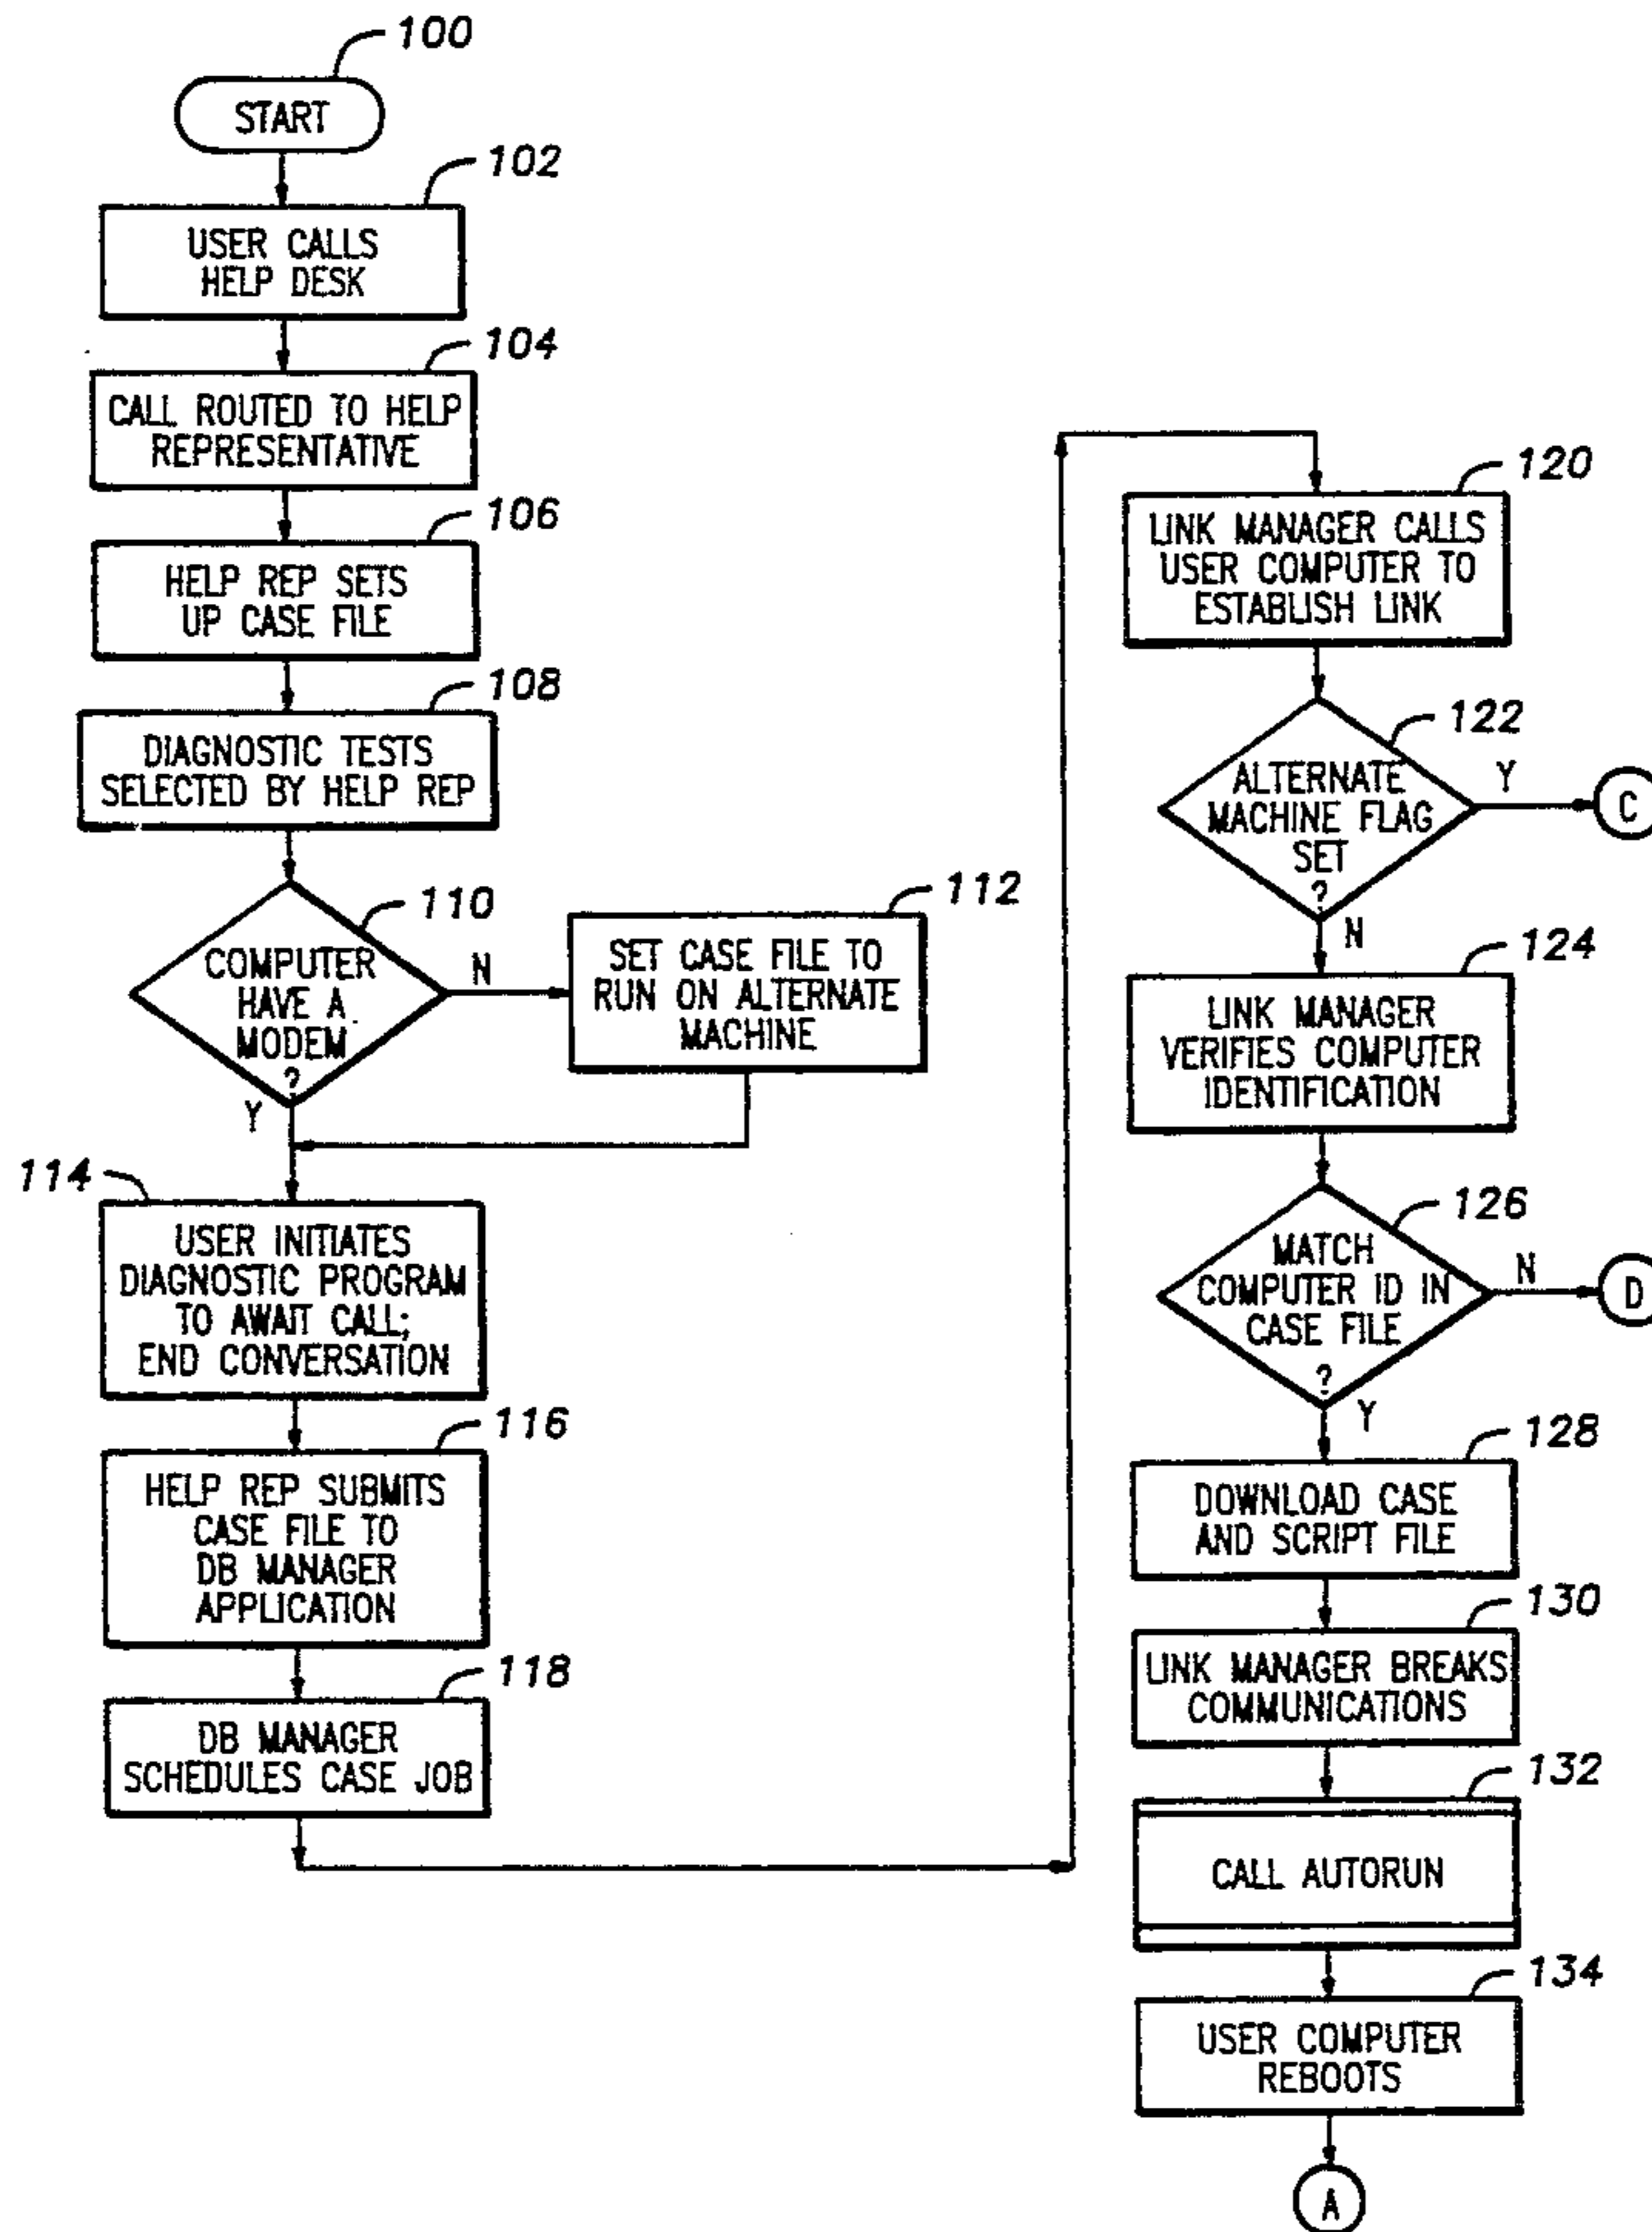 100
START
102
USER CALLS
HELP DESK
104
CALL ROUTED TO HELP
REPRESENTATIVE
106
HELP REP SETS
UP CASE FILE
108
DIAGNOSTIC TESTS
SELECTED BY HELP REP
110
COMPUTER
HAVE A
MODEM
?
N
Y
112
SET CASE FILE TO
RUN ON ALTERNATE
MACHINE
114
USER INITIATES
DIAGNOSTIC PROGRAM
TO AWAIT CALL;
END CONVERSATION
116
HELP REP SUBMITS
CASE FILE TO
DB MANAGER
APPLICATION
118
DB MANAGER
SCHEDULES CASE JOB
120
LINK MANAGER CALLS
USER COMPUTER TO
ESTABLISH LINK
122
ALTERNATE
MACHINE FLAG
SET
?
Y
C
N
124
LINK MANAGER
VERIFIES COMPUTER
IDENTIFICATION
126
MATCH
COMPUTER ID IN
CASE FILE
?
N
D
Y
128
DOWNLOAD CASE
AND SCRIPT FILE
130
LINK MANAGER BREAKS
COMMUNICATIONS
132
CALL AUTORUN
134
USER COMPUTER
REBOOTS
A